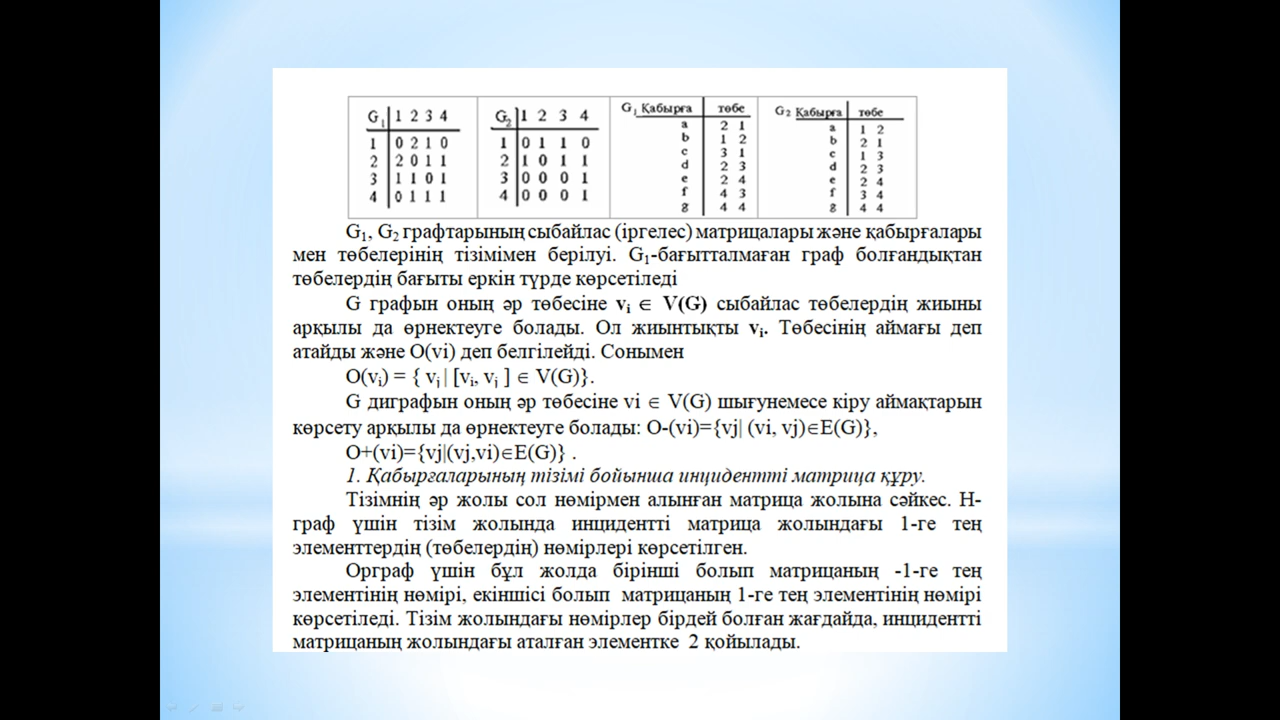 G₁ 1 2 3 4
1 0 2 1 0
2 2 0 1 1
3 1 1 0 1
4 0 1 1 1
G₂ 1 2 3 4
1 0 1 1 0
2 1 0 1 1
3 0 0 0 1
4 0 0 0 1
G₁ Қабырға төбе
a 2 1
b 1 2
c 3 1
d 2 3
e 2 4
f 4 3
g 4 4
G₂ Қабырға төбе
a 1 2
b 2 1
c 1 3
d 2 3
e 2 4
f 3 4
g 4 4
G₁, G₂ графтарының сыбайлас (іргелес) матрицалары және қабырғалары
мен төбелерінің тізімімен берілуі. G₁-бағытталмаған граф болғандықтан
төбелердің бағыты еркін түрде көрсетіледі
G графын оның әр төбесіне vᵢ ∈ V(G) сыбайлас төбелердің жиыны
арқылы да өрнектеуге болады. Ол жиынтықты vᵢ. Төбесінің аймағы деп
атайды және O(vi) деп белгілейді. Сонымен
O(vᵢ) = { vⱼ | [vᵢ, vⱼ ] ∈ V(G)}.
G диграфын оның әр төбесіне vi ∈ V(G) шығунемесе кіру аймақтарын
көрсету арқылы да өрнектеуге болады: O-(vi)={vj| (vi, vj)∈E(G)},
O+(vi)={vj|(vj,vi)∈E(G)} .
1. Қабырғаларының тізімі бойынша инцидентті матрица құру.
Тізімнің әр жолы сол нөмірмен алынған матрица жолына сәйкес. Н-
граф үшін тізім жолында инцидентті матрица жолындағы 1-ге тең
элементтердің (төбелердің) нөмірлері көрсетілген.
Орграф үшін бұл жолда бірінші болып матрицаның -1-ге тең
элементінің нөмірі, екіншісі болып матрицаның 1-ге тең элементінің нөмірі
көрсетіледі. Тізім жолындағы нөмірлер бірдей болған жағдайда, инцидентті
матрицаның жолындағы аталған элементке 2 қойылады.